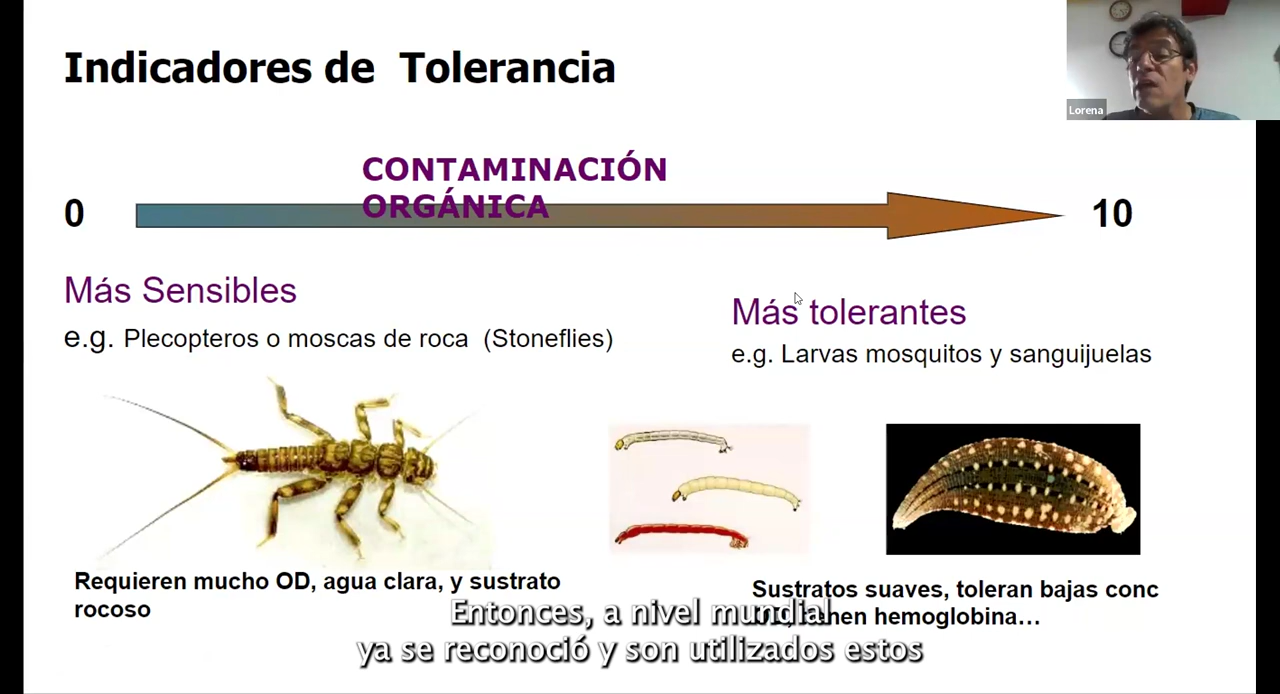 Indicadores de Tolerancia
Lorena
CONTAMINACIÓN
ORGÁNICA
0
10
Más Sensibles
e.g. Plecopteros o moscas de roca (Stoneflies)
Más tolerantes
e.g. Larvas mosquitos y sanguijuelas
Requieren mucho OD, agua clara, y sustrato
rocoso
Sustratos suaves, toleran bajas conc
hemoglobina...
Entonces, a nivel mundial
ya se reconoció y son utilizados estos